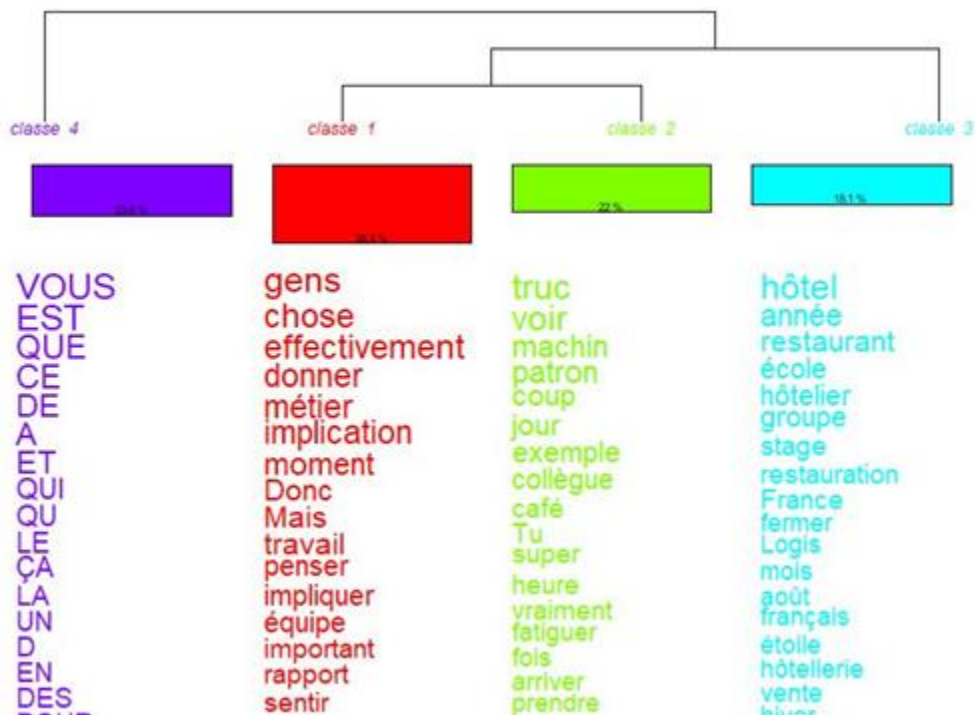 classe 4
classe 1
classe 2
classe 3
22 %
18.1 %
VOUS
EST
QUE
CE
DE
A
ET
QUI
QU
LE
ÇA
LA
UN
D
EN
DES
gens
chose
effectivement
donner
métier
implication
moment
Donc
Mais
travail
penser
impliquer
équipe
important
rapport
sentir
truc
voir
machin
patron
coup
jour
exemple
collègue
café
Tu
super
heure
vraiment
fatiguer
fois
arriver
prendre
hôtel
année
restaurant
école
hôtelier
groupe
stage
restauration
France
fermer
Logis
mois
août
français
étoile
hôtellerie
vente